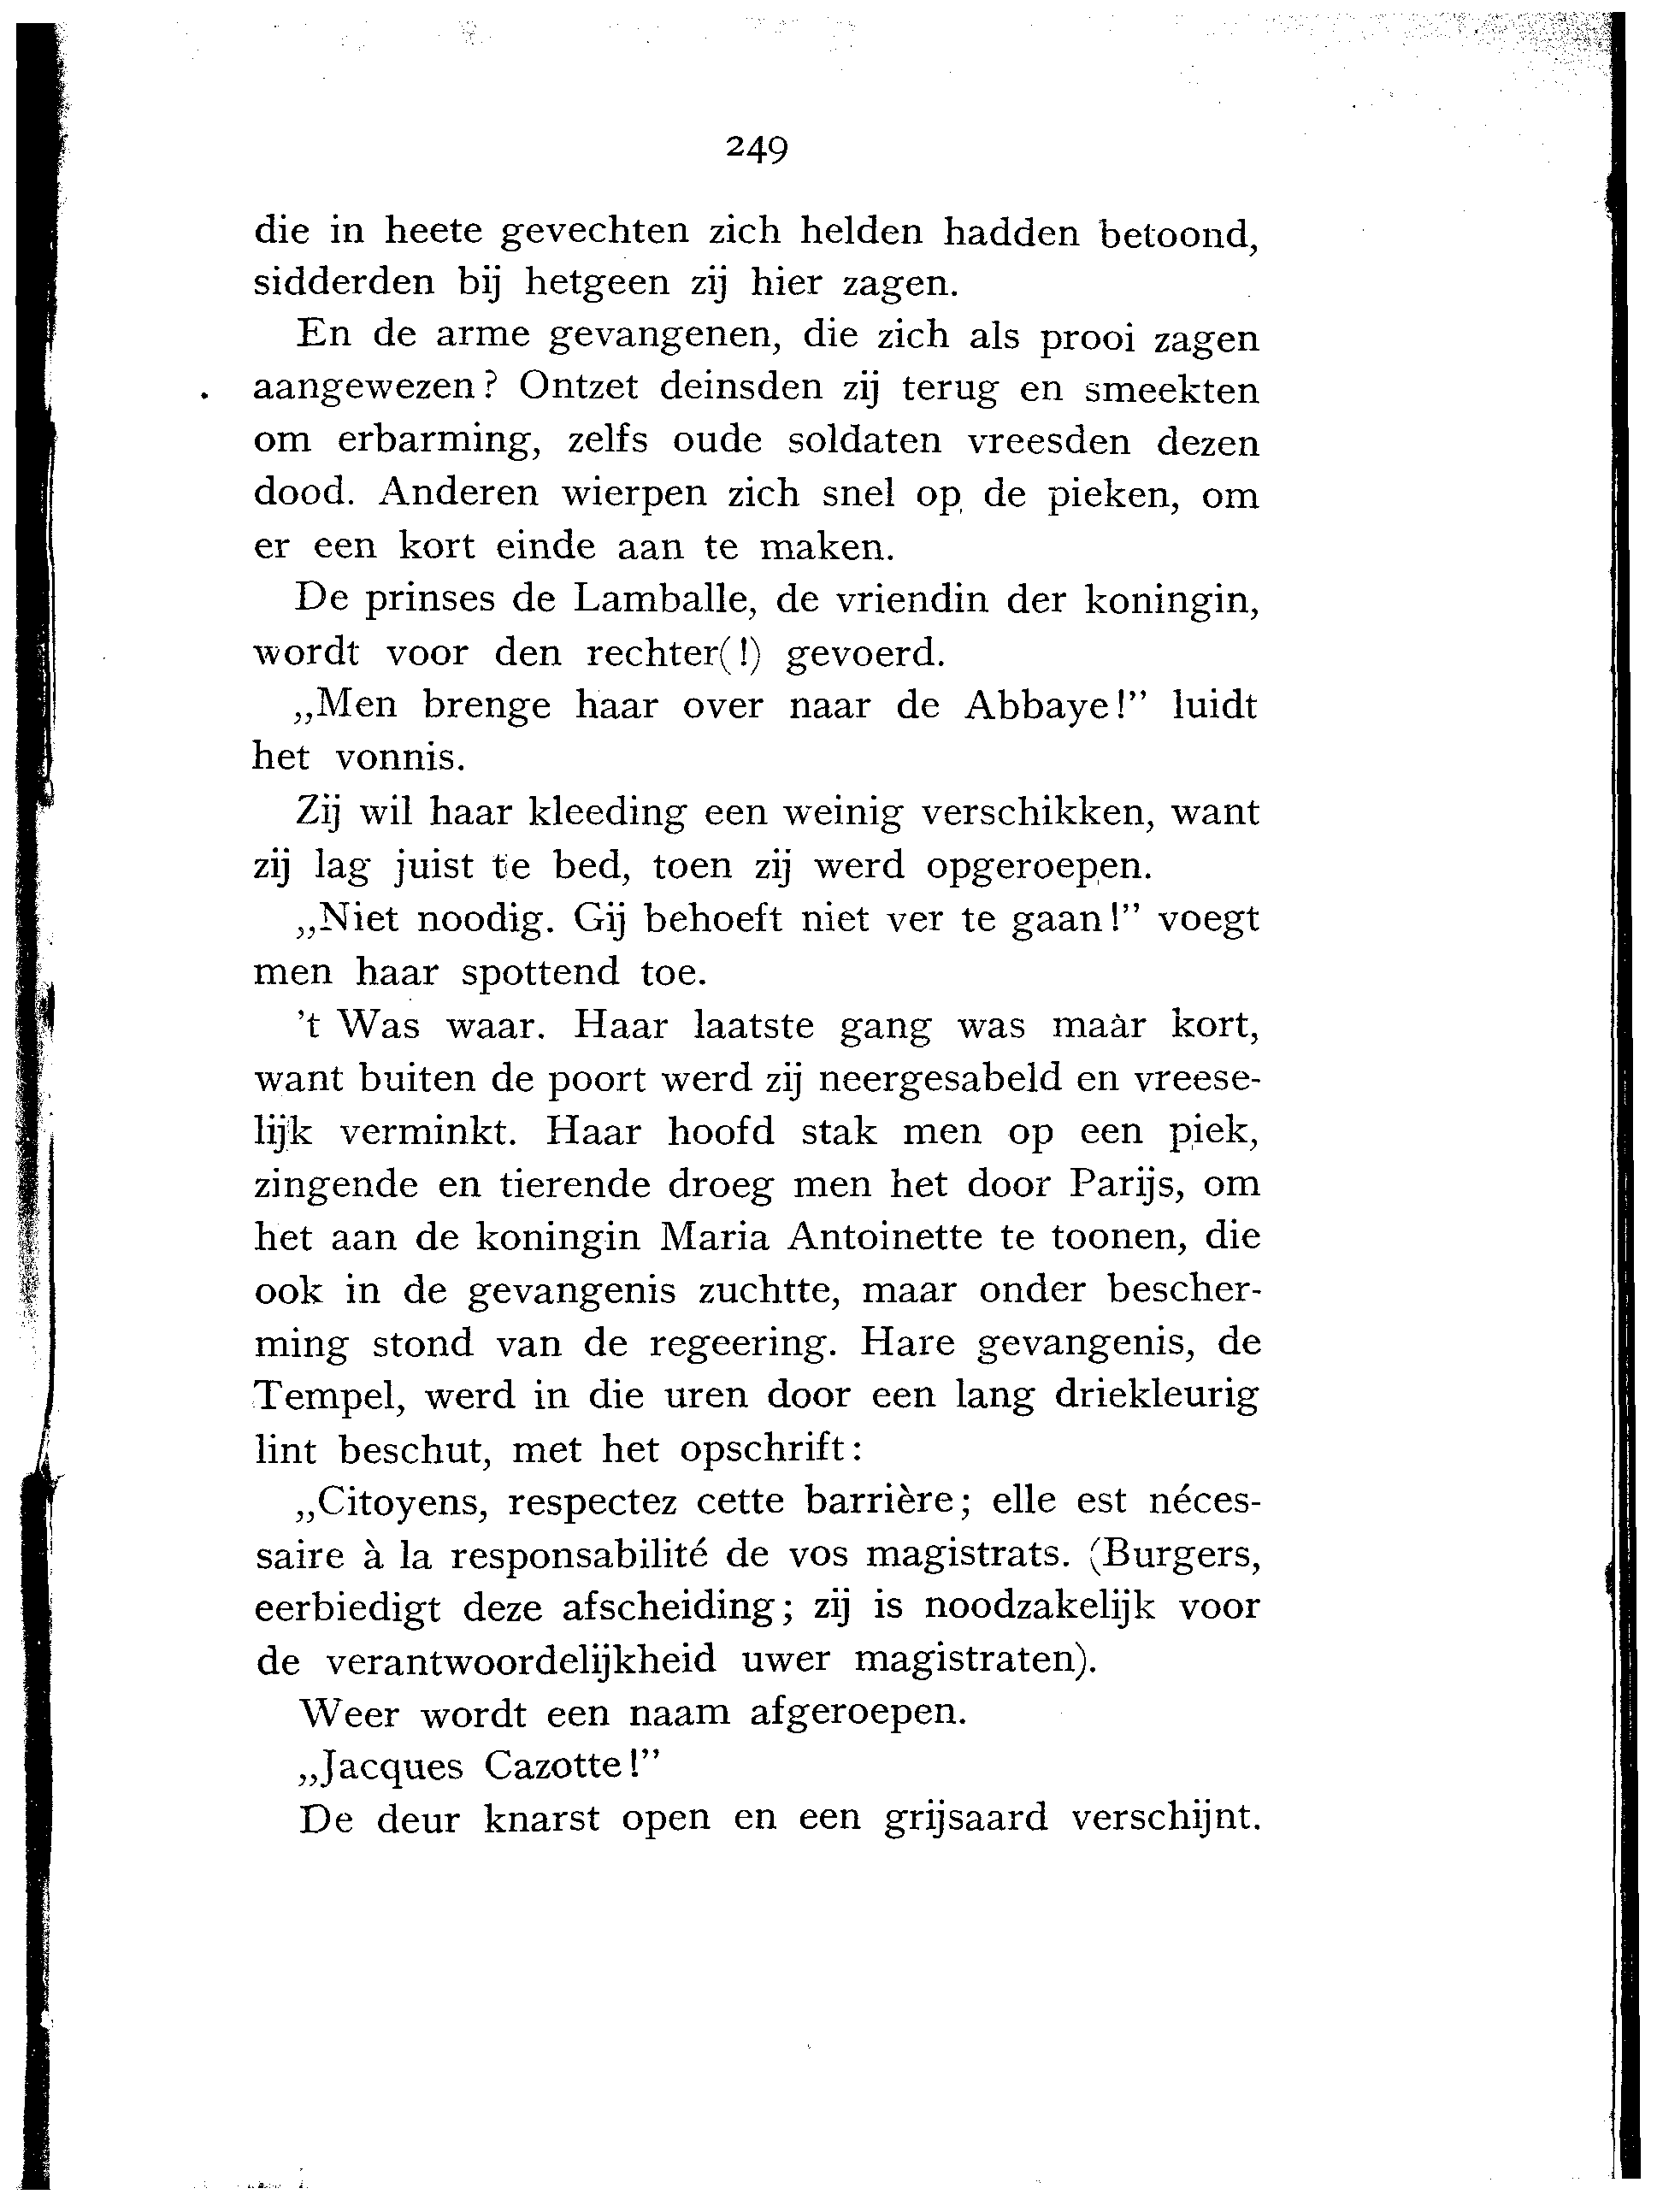 249
die in heete gevechten zich helden hadden betoond,
sidderden bij hetgeen zij hier zagen.
En de arme gevangenen, die zich als prooi zagen
aangewezen? Ontzet deinsden zij terug en smeekten
om erbarming, zelfs oude soldaten vreesden dezen
dood. Anderen wierpen zich snel op de pieken, om
er een kort einde aan te maken.
De prinses de Lamballe, de vriendin der koningin,
wordt voor den rechter(!) gevoerd.
„Men brenge haar over naar de Abbaye!” luidt
het vonnis.
Zij wil haar kleeding een weinig verschikken, want
zij lag juist te bed, toen zij werd opgeroepen.
„Niet noodig. Gij behoeft niet ver te gaan!” voegt
men haar spottend toe.
’t Was waar. Haar laatste gang was maàr kort,
want buiten de poort werd zij neergesabeld en vreese-
lijk verminkt. Haar hoofd stak men op een piek,
zingende en tierende droeg men het door Parijs, om
het aan de koningin Maria Antoinette te toonen, die
ook in de gevangenis zuchtte, maar onder bescher-
ming stond van de regeering. Hare gevangenis, de
Tempel, werd in die uren door een lang driekleurig
lint beschut, met het opschrift:
„Citoyens, respectez cette barrière; elle est néces-
saire à la responsabilité de vos magistrats. (Burgers,
eerbiedigt deze afscheiding; zij is noodzakelijk voor
de verantwoordelijkheid uwer magistraten).
Weer wordt een naam afgeroepen.
„Jacques Cazotte!”
De deur knarst open en een grijsaard verschijnt.